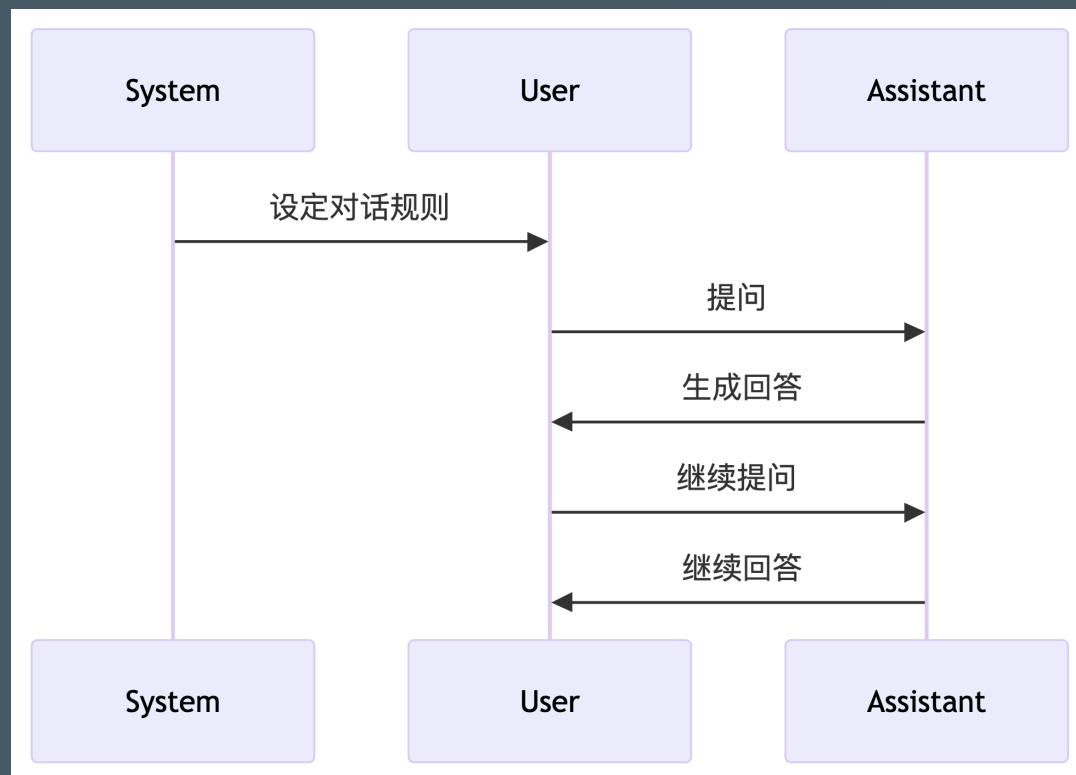 System
User
Assistant
设定对话规则
提问
生成回答
继续提问
继续回答
System
User
Assistant